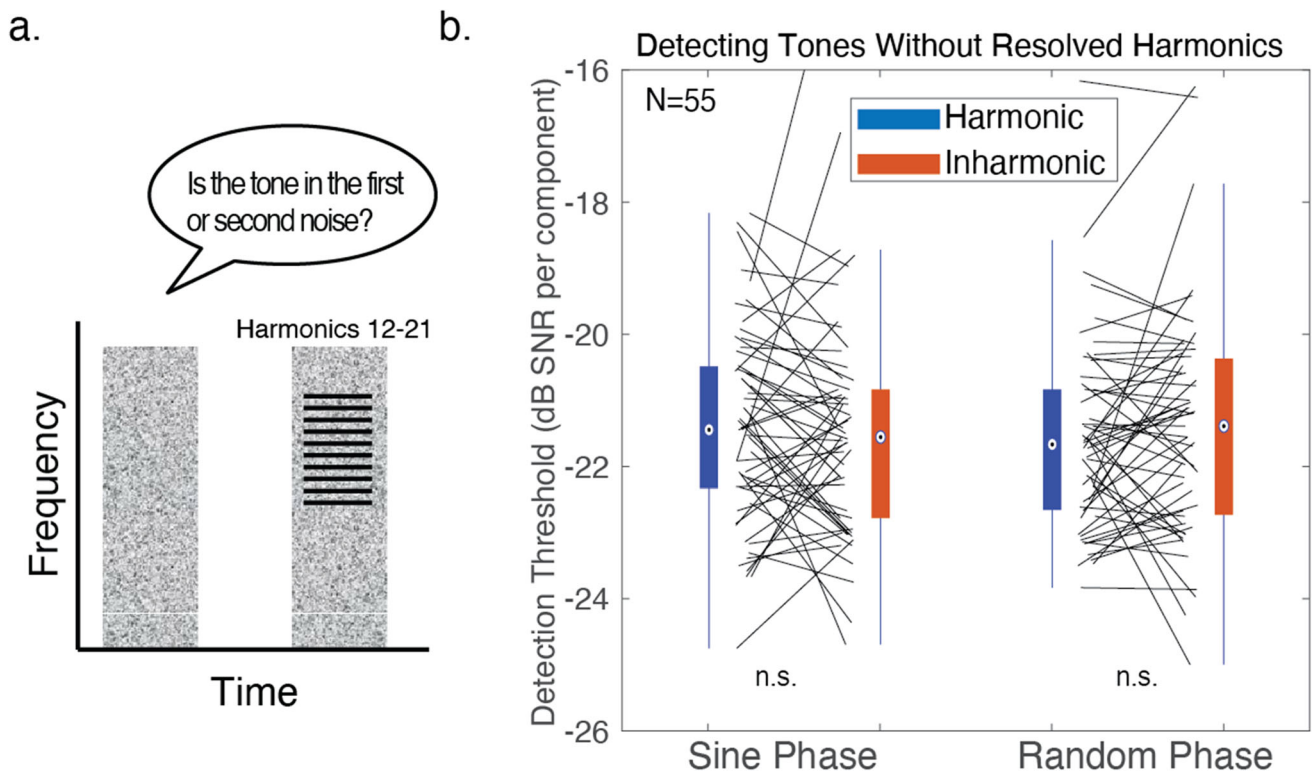 a.
Is the tone in the first
or second noise?
Harmonics 12-21
Frequency
Time
b.
Detecting Tones Without Resolved Harmonics
Detection Threshold (dB SNR per component)
-16
-18
-20
-22
-24
-26
N=55
Harmonic
Inharmonic
n.s.
n.s.
Sine Phase
Random Phase